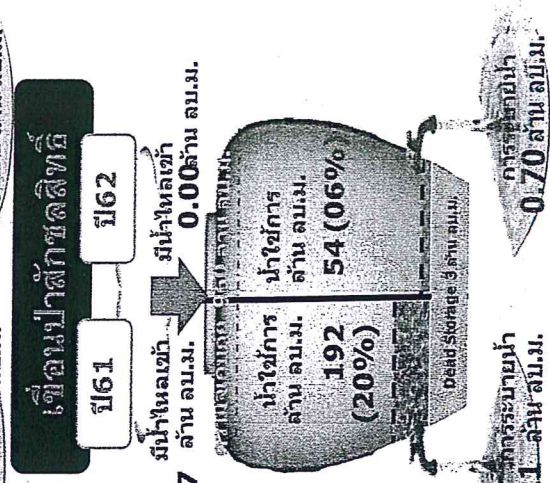 เขื่อนป่าสักชลสิทธิ์
ปี61
ปี62
มีน้ำไหลเข้า
ล้าน ลบ.ม.
7
มีน้ำไหลเข้า
0.00ล้าน ลบ.ม.
น้ำใช้การ
ล้าน ลบ.ม.
192
(20%)
น้ำใช้การ
ล้าน ลบ.ม.
54 (06%)
Dead Storage 3 ล้าน ลบ.ม.
การระบายน้ำ
1 ล้าน ลบ.ม.
การระบายน้ำ
0.70 ล้าน ลบ.ม.